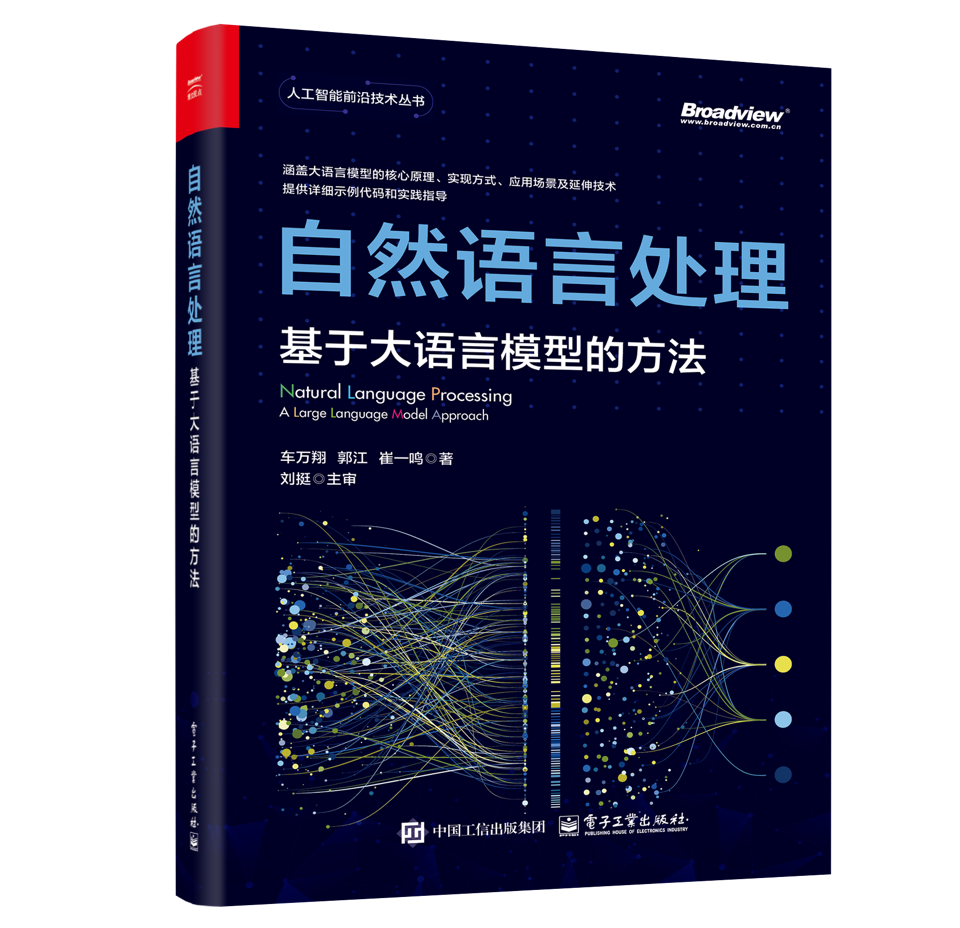 人工智能前沿技术丛书
Broadview®
www.broadview.com.cn
涵盖大语言模型的核心原理、实现方式、应用场景及延伸技术
提供详细示例代码和实践指导
自然语言处理
基于大语言模型的方法
Natural Language Processing
A Large Language Model Approach
车万翔 郭江 崔一鸣◎著
刘挺◎主审
中国工信出版集团
電子工業出版社·
PUBLISHING HOUSE OF ELECTRONICS INDUSTRY
Broadview
自然语言处理
基于大语言模型的方法
電子工業出版社·